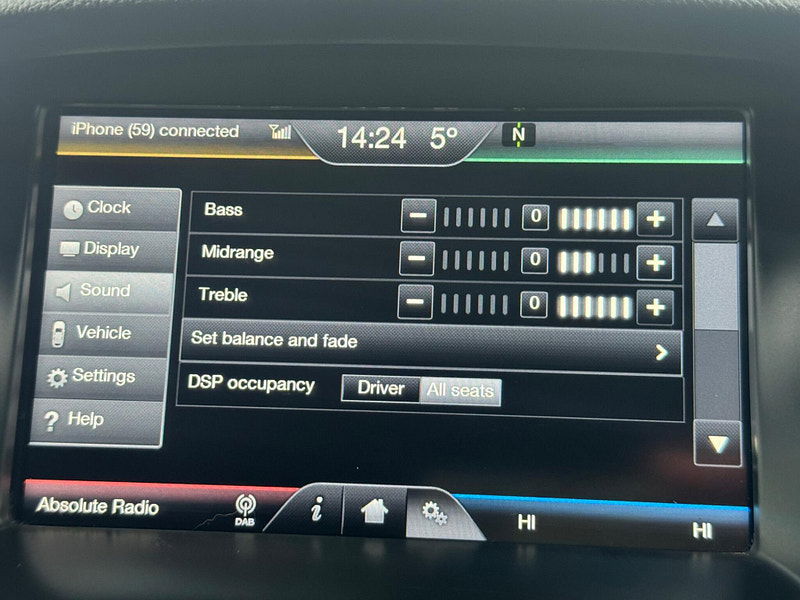 iPhone (59) connected 14:24 5° N
Clock
Display
Sound
Vehicle
Settings
? Help
Bass − 0 +
Midrange − 0 +
Treble − 0 +
Set balance and fade >
DSP occupancy Driver All seats
Absolute Radio DAB i HI HI